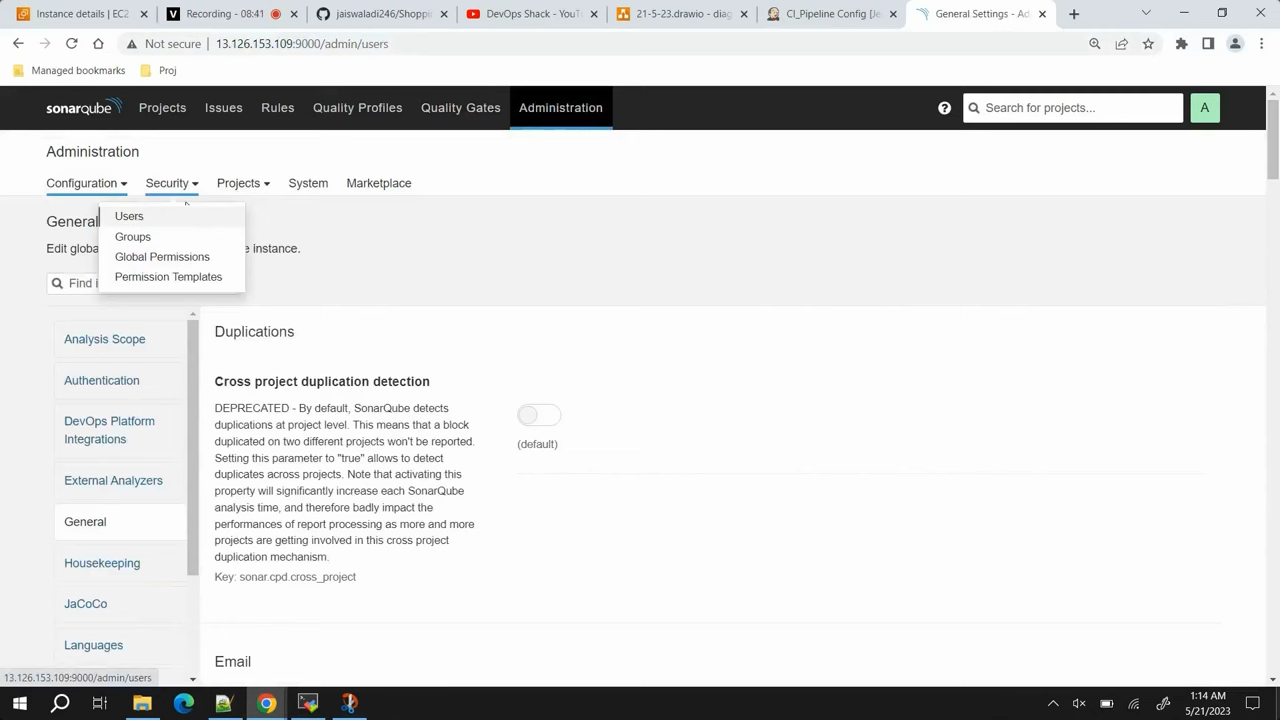 Instance details | EC2
Recording - 08:41
jaiswaladi246/Shoppi
DevOps Shack - YouT
21-5-23.drawio - diag
CI_Pipeline Config [Je
General Settings - Ad
Not secure
13.126.153.109:9000/admin/users
Managed bookmarks
Proj
sonarqube
Projects
Issues
Rules
Quality Profiles
Quality Gates
Administration
?
Search for projects...
A
Administration
Configuration
Security
Projects
System
Marketplace
General
Users
Groups
Edit globa
e instance.
Global Permissions
Permission Templates
Find i
Analysis Scope
Authentication
DevOps Platform
Integrations
External Analyzers
General
Housekeeping
JaCoCo
Languages
Duplications
Cross project duplication detection
DEPRECATED - By default, SonarQube detects
duplications at project level. This means that a block
duplicated on two different projects won't be reported.
Setting this parameter to "true" allows to detect
duplicates across projects. Note that activating this
property will significantly increase each SonarQube
analysis time, and therefore badly impact the
performances of report processing as more and more
projects are getting involved in this cross project
duplication mechanism.
Key: sonar.cpd.cross_project
(default)
Email
13.126.153.109:9000/admin/users
1:14 AM
5/21/2023